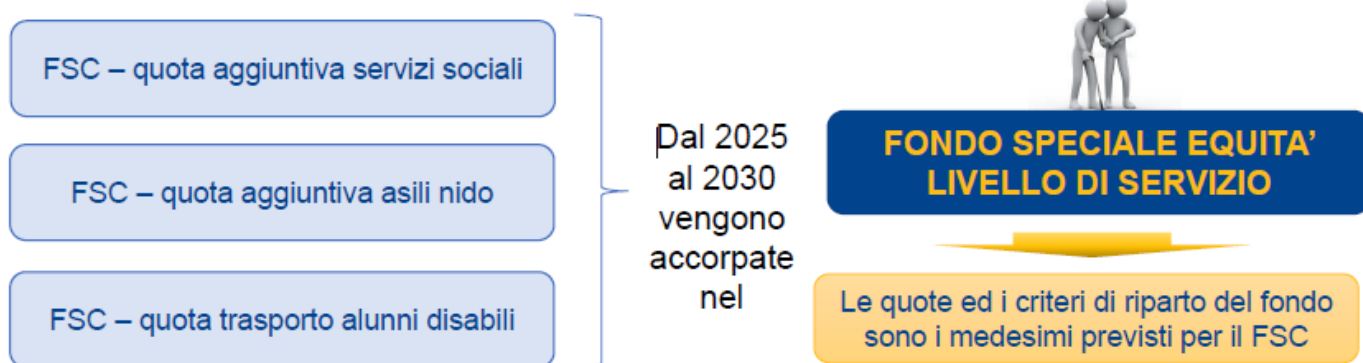 FSC – quota aggiuntiva servizi sociali
FSC – quota aggiuntiva asili nido
FSC – quota trasporto alunni disabili
Dal 2025
al 2030
vengono
accorpate
nel
FONDO SPECIALE EQUITA’
LIVELLO DI SERVIZIO
Le quote ed i criteri di riparto del fondo
sono i medesimi previsti per il FSC